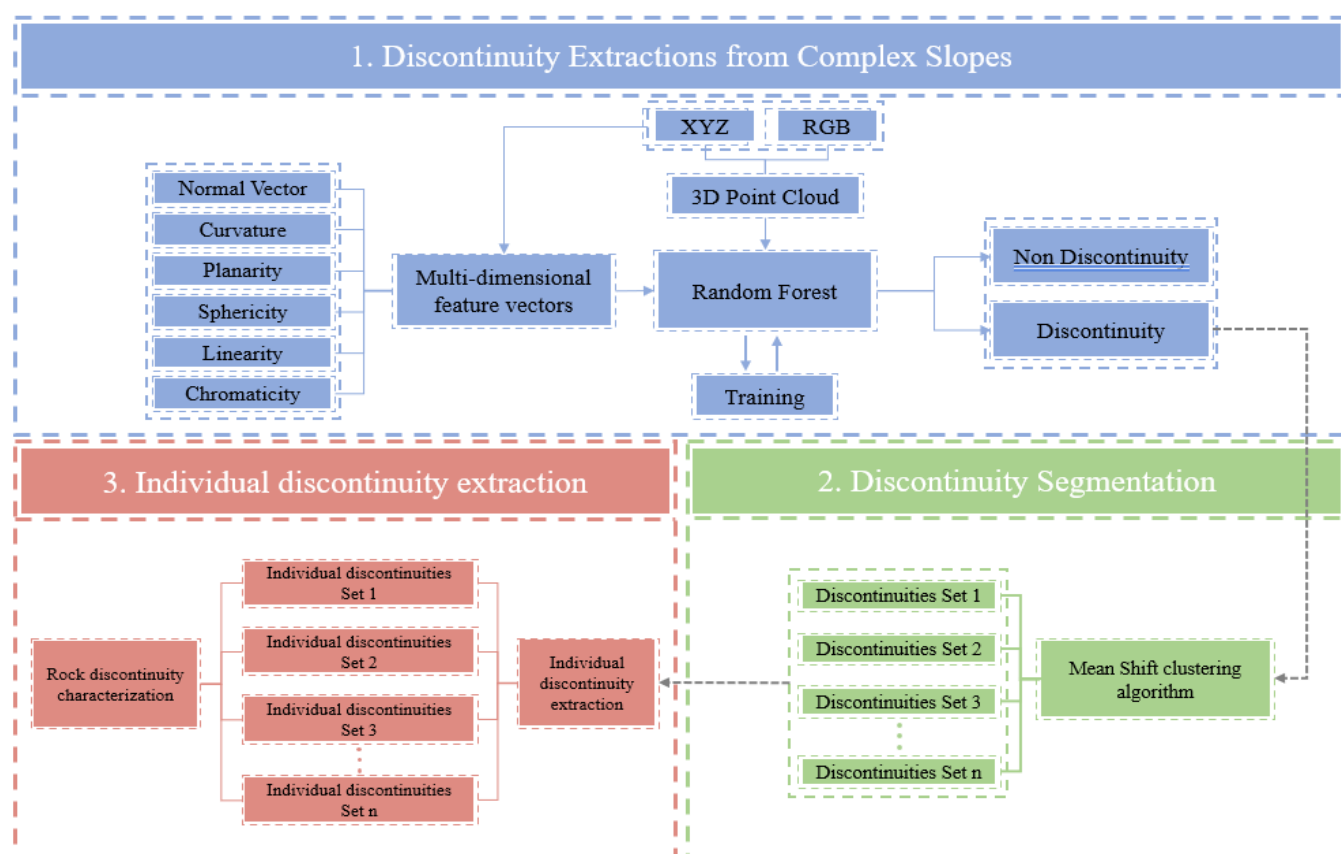 1. Discontinuity Extractions from Complex Slopes
XYZ
RGB
3D Point Cloud
Normal Vector
Curvature
Planarity
Sphericity
Linearity
Chromaticity
Multi-dimensional
feature vectors
Random Forest
Training
Non Discontinuity
Discontinuity
3. Individual discontinuity extraction
Rock discontinuity
characterization
Individual discontinuities
Set 1
Individual discontinuities
Set 2
Individual discontinuities
Set 3
Individual discontinuities
Set n
Individual
discontinuity
extraction
2. Discontinuity Segmentation
Discontinuities Set 1
Discontinuities Set 2
Discontinuities Set 3
Discontinuities Set n
Mean Shift clustering
algorithm